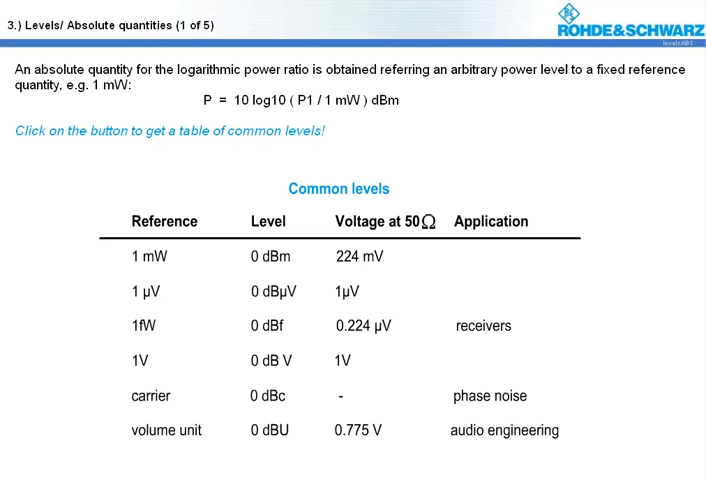 3.) Levels/ Absolute quantities (1 of 5)
ROHDE&SCHWARZ
levelsABS
An absolute quantity for the logarithmic power ratio is obtained referring an arbitrary power level to a fixed reference
quantity, e.g. 1 mW:
P = 10 log10 ( P1 / 1 mW ) dBm
Click on the button to get a table of common levels!
Common levels
Reference Level Voltage at 50Ω Application
1 mW 0 dBm 224 mV
1 µV 0 dBµV 1µV
1fW 0 dBf 0.224 µV receivers
1V 0 dB V 1V
carrier 0 dBc - phase noise
volume unit 0 dBU 0.775 V audio engineering